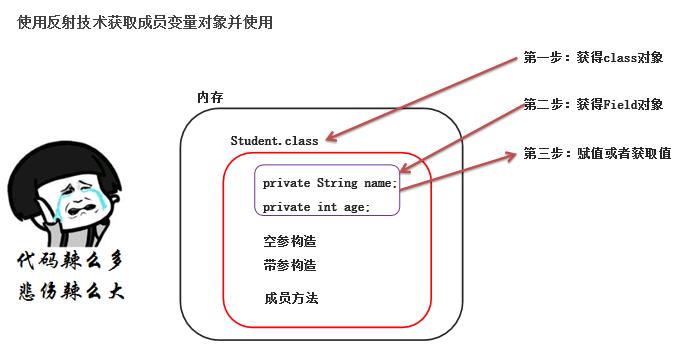 使用反射技术获取成员变量对象并使用
第一步：获得class对象
内存
第二步：获得Field对象
Student.class
第三步：赋值或者获取值
private String name;
private int age;
空参构造
带参构造
成员方法
代码辣么多
悲伤辣么大